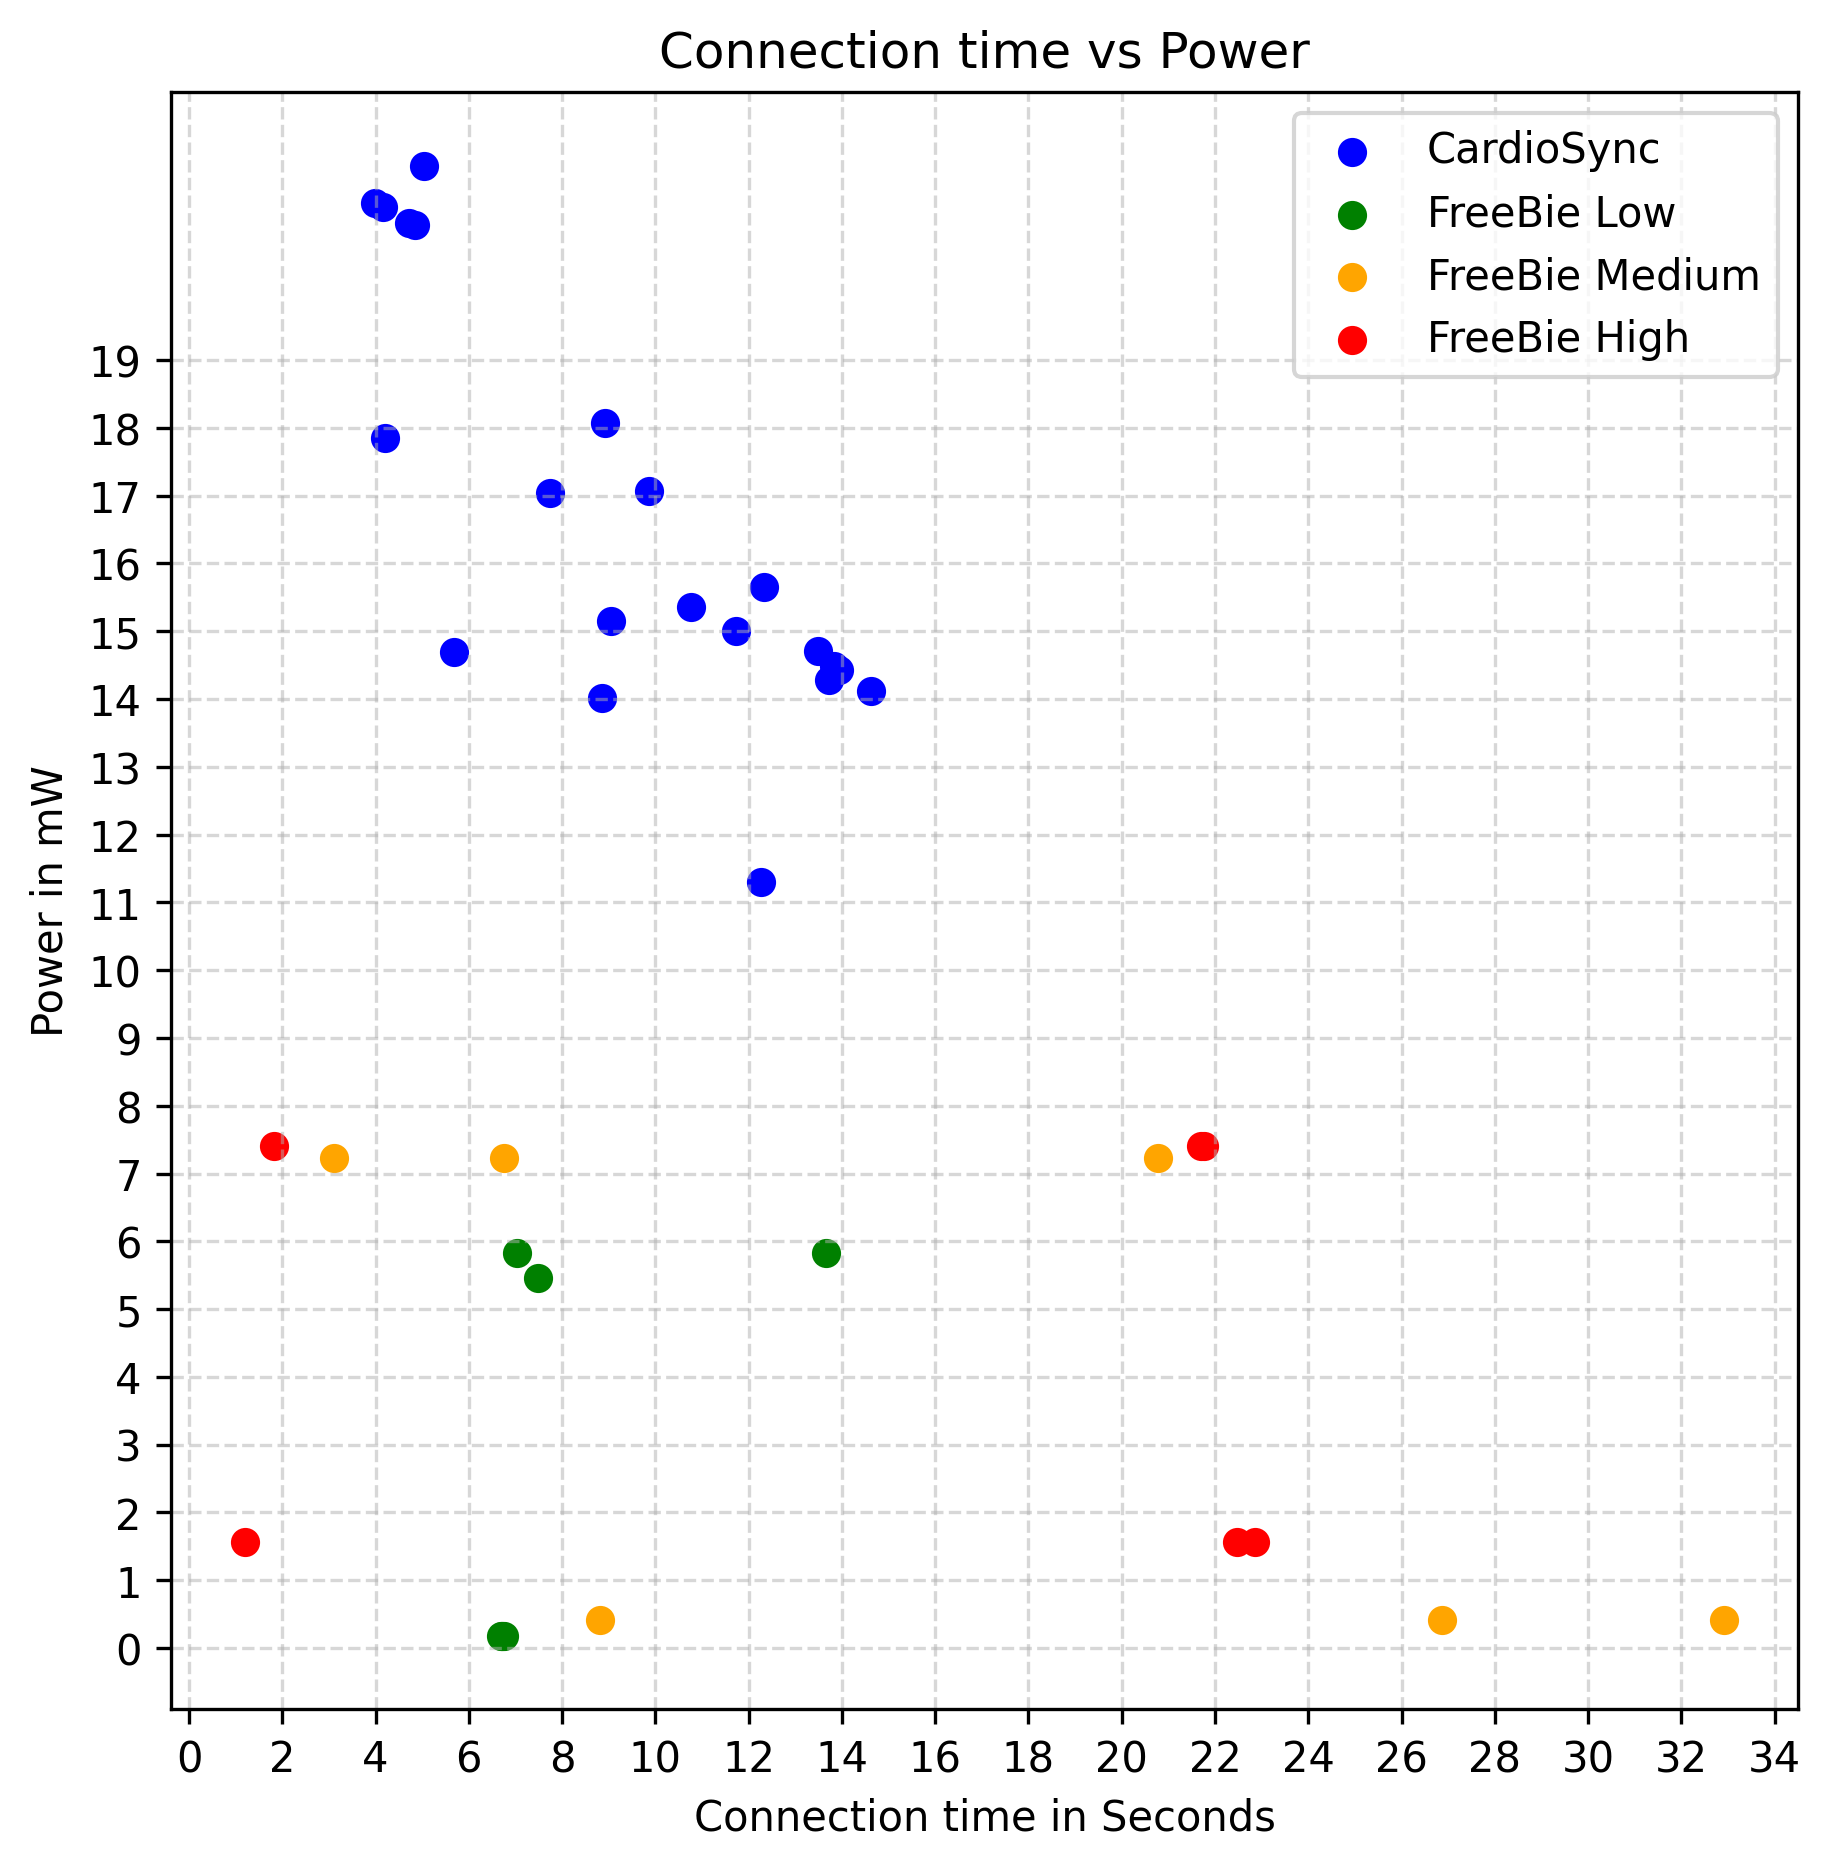 Connection time vs Power
CardioSync
FreeBie Low
FreeBie Medium
FreeBie High
19
18
17
16
15
14
13
12
11
10
9
8
7
6
5
4
3
2
1
0
Power in mW
0 2 4 6 8 10 12 14 16 18 20 22 24 26 28 30 32 34
Connection time in Seconds